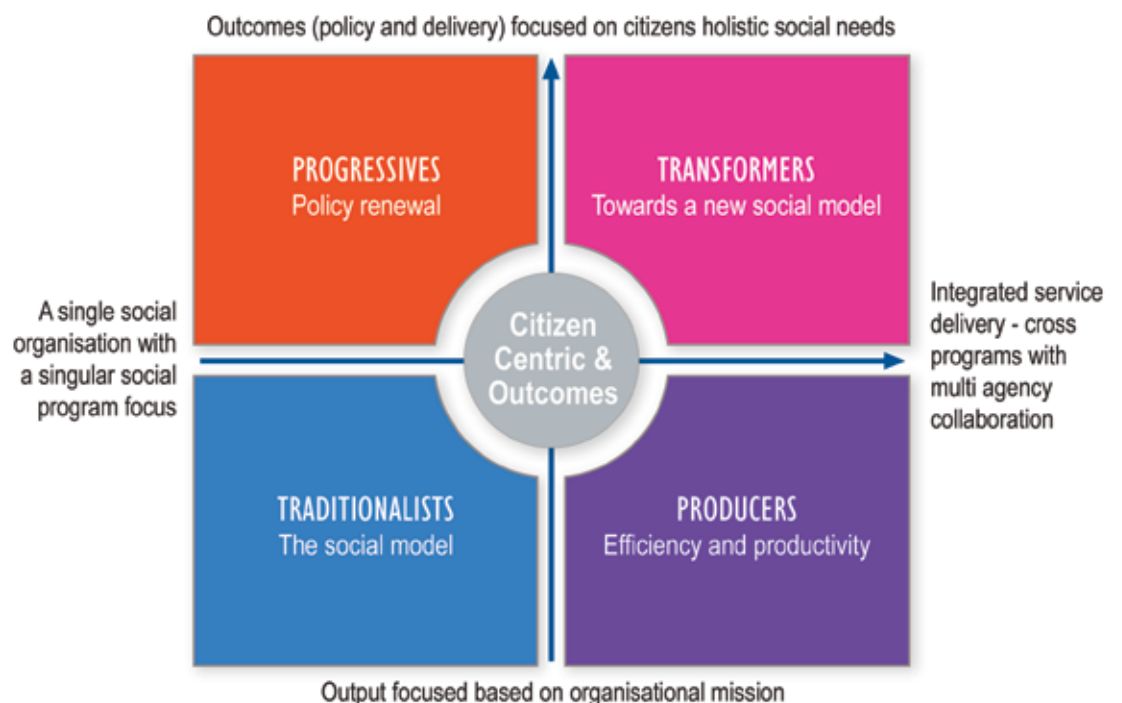 Outcomes (policy and delivery) focused on citizens holistic social needs
PROGRESSIVES
Policy renewal
TRANSFORMERS
Towards a new social model
A single social
organisation with
a singular social
program focus
Citizen
Centric &
Outcomes
Integrated service
delivery - cross
programs with
multi agency
collaboration
TRADITIONALISTS
The social model
PRODUCERS
Efficiency and productivity
Output focused based on organisational mission